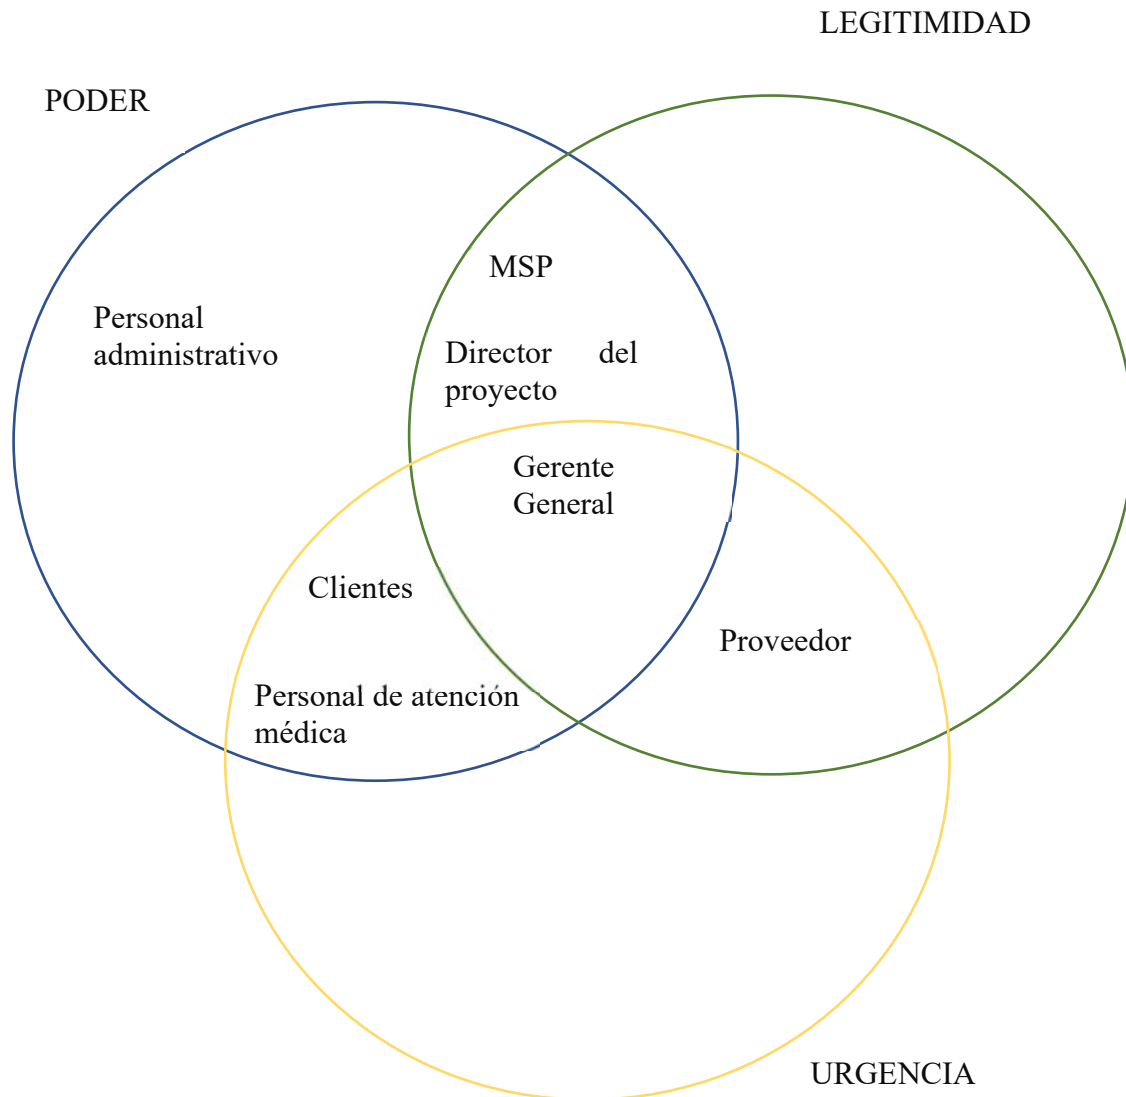 LEGITIMIDAD
PODER
MSP
Personal
administrativo
Director del
proyecto
Gerente
General
Clientes
Proveedor
Personal de atención
médica
URGENCIA